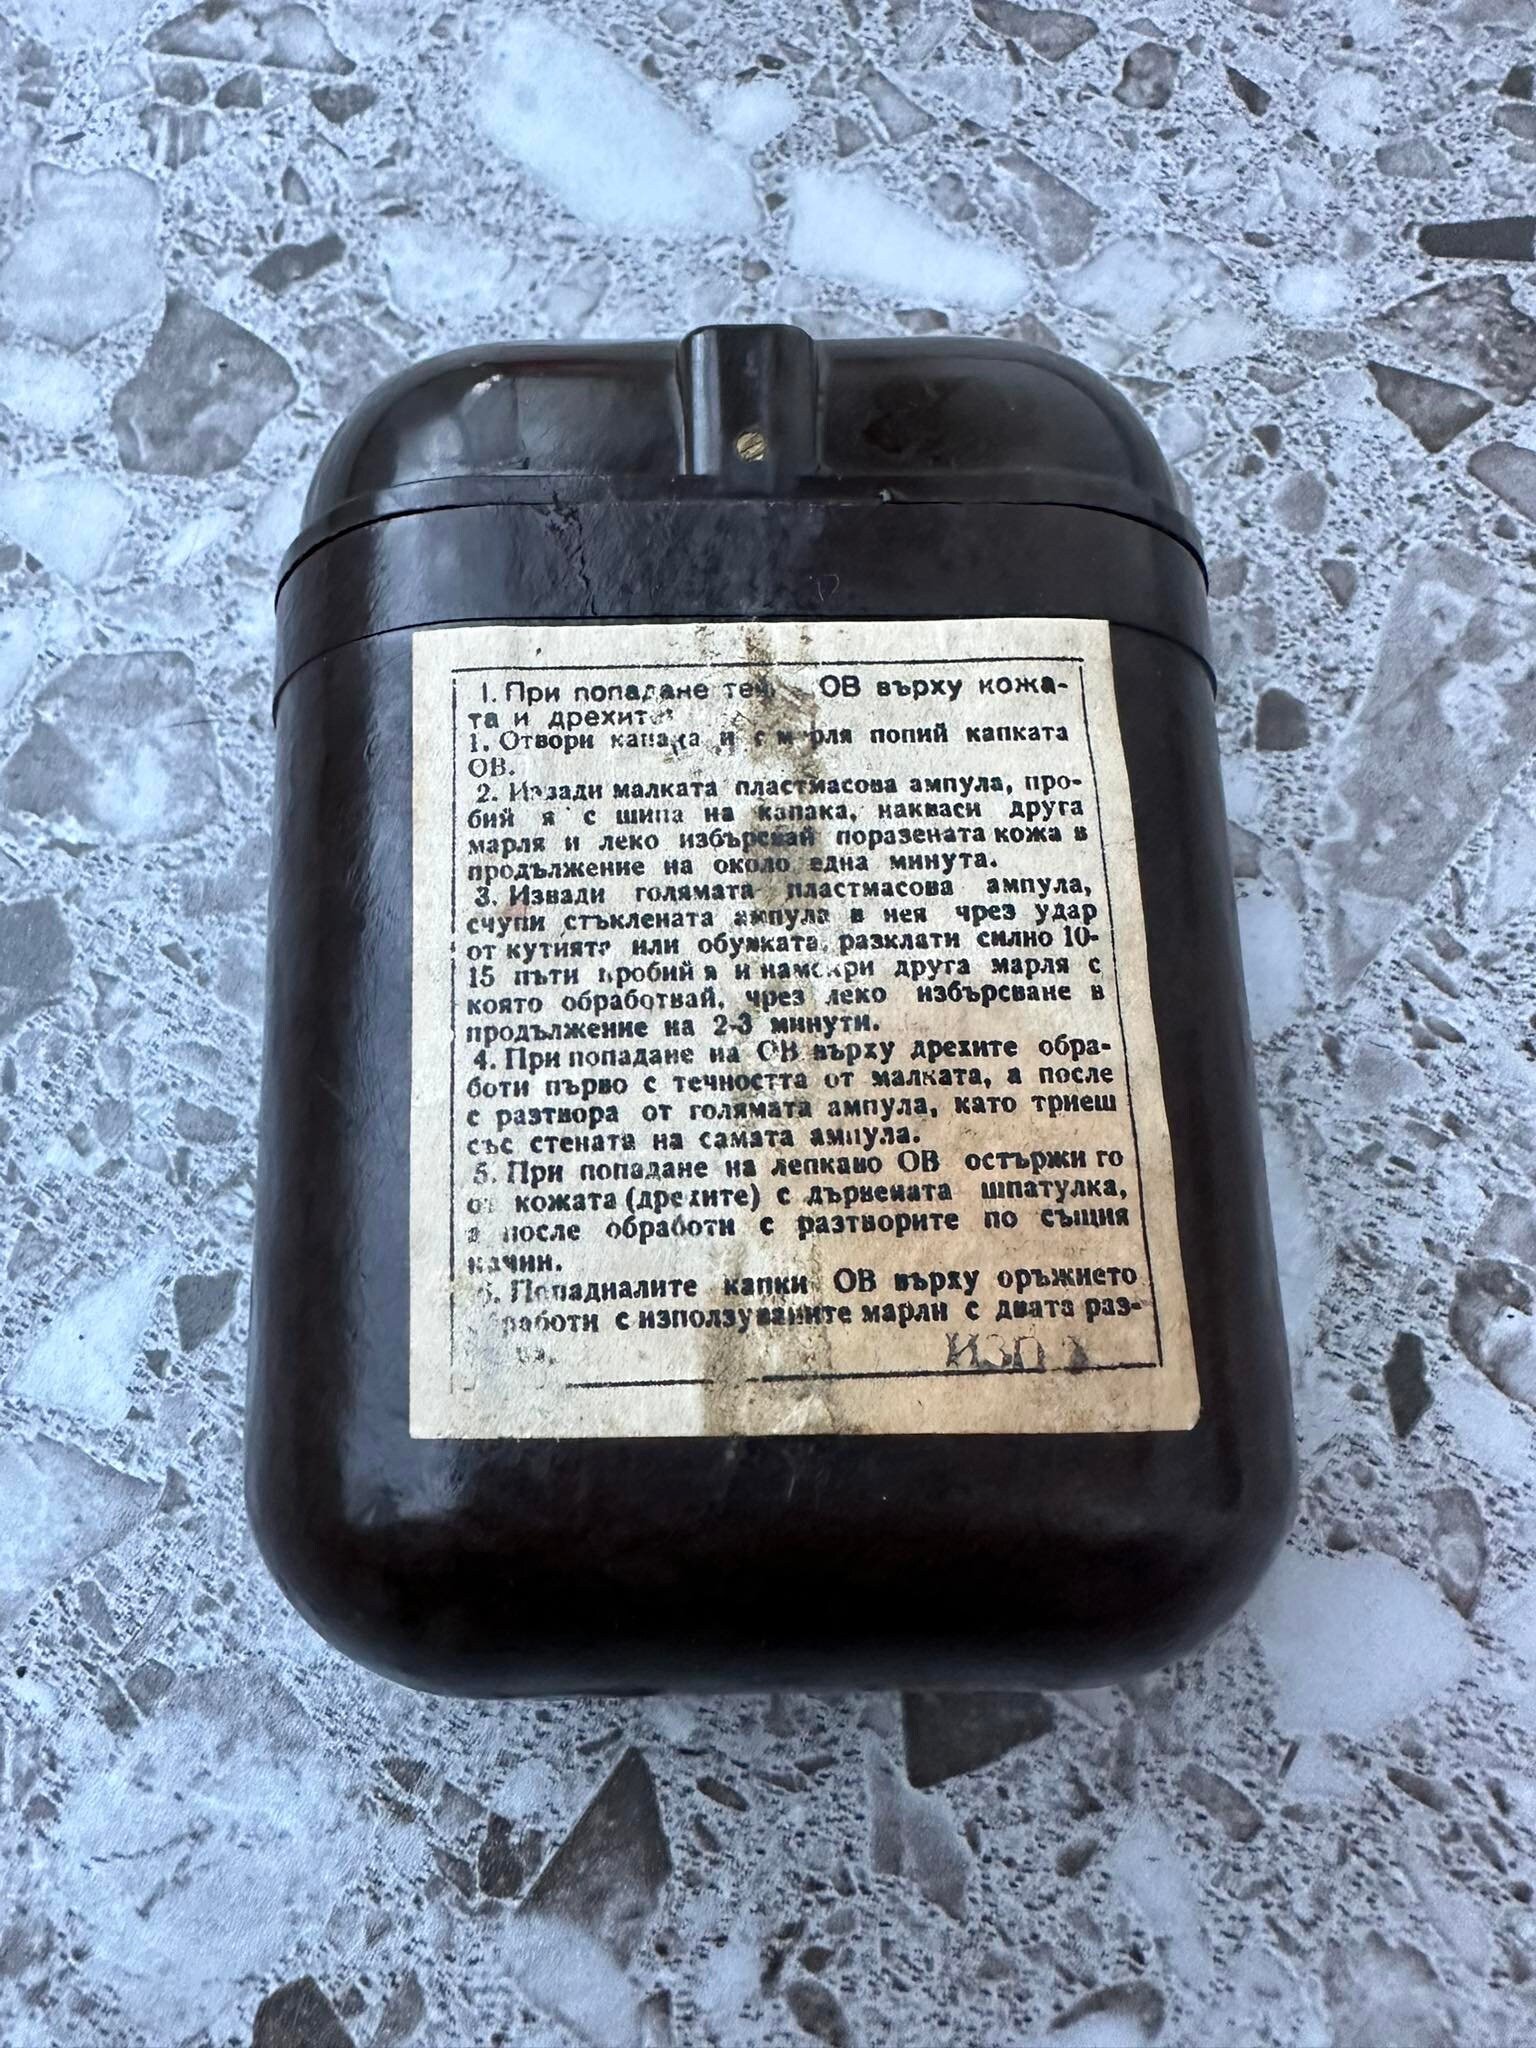 I. При попадане ОВ върху кожа-
та и дрехите
1. Отвори капака и с марля попий капката
ОВ.
2. Извади малката пластмасова ампула, про-
бий я с шипа на капака, накваси друга
марля и леко избърсвай поразената кожа в
продължение на около една минута.
3. Извади голямата пластмасова ампула,
счупи стъклената ампула в нея чрез удар
от кутията или обувката, разклати силно 10-
15 пъти пробий я и намокри друга марля с
която обработвай, чрез леко избърсване в
продължение на 2-3 минути.
4. При попадане на ОВ върху дрехите обра-
боти първо с течността от малката, а после
с разтвора от голямата ампула, като триеш
със стената на самата ампула.
5. При попадане на лепкаво ОВ остържи го
от кожата (дрехите) с дървената шпатулка,
а после обработи с разтворите по същия
начин.
6. Попадналите капки ОВ върху оръжието
обработи с използуваните марли с двата раз-